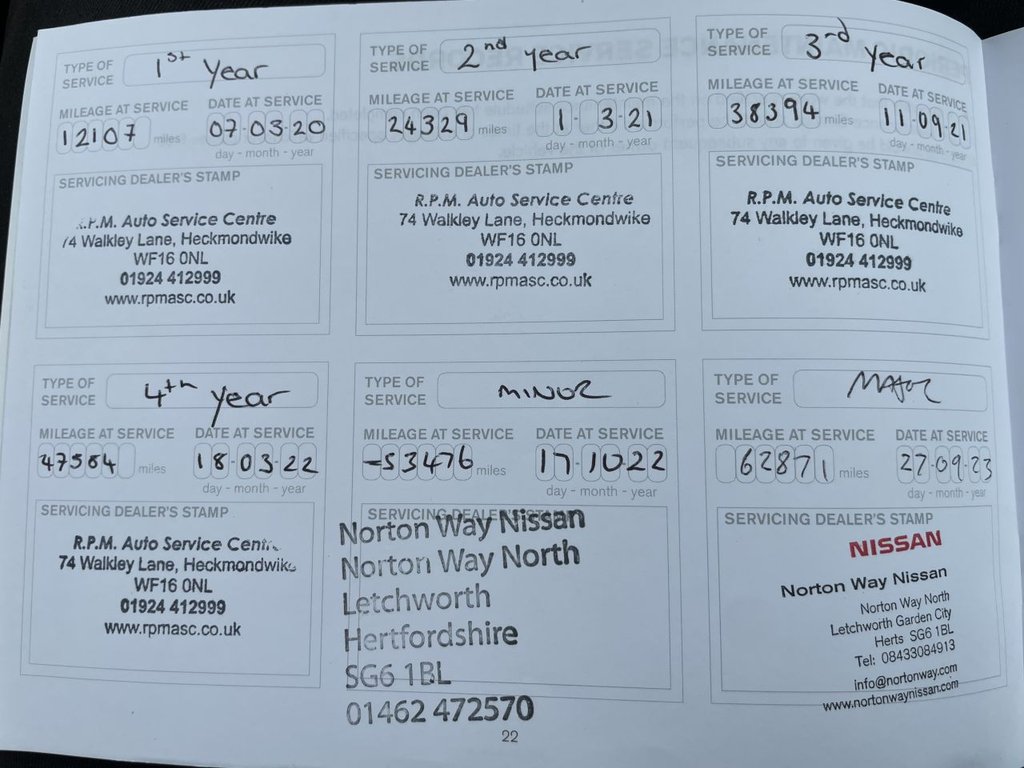 TYPE OF SERVICE 1st Year
MILEAGE AT SERVICE DATE AT SERVICE
12107 miles 07-03-20
day - month - year
SERVICING DEALER'S STAMP
R.P.M. Auto Service Centre
74 Walkley Lane, Heckmondwike
WF16 0NL
01924 412999
www.rpmasc.co.uk
TYPE OF SERVICE 2nd year
MILEAGE AT SERVICE DATE AT SERVICE
24329 miles 1-3-21
day - month - year
SERVICING DEALER'S STAMP
R.P.M. Auto Service Centre
74 Walkley Lane, Heckmondwike
WF16 0NL
01924 412999
www.rpmasc.co.uk
TYPE OF SERVICE 3rd year
MILEAGE AT SERVICE DATE AT SERVICE
38394 miles 11-09-21
day - month - year
SERVICING DEALER'S STAMP
R.P.M. Auto Service Centre
74 Walkley Lane, Heckmondwike
WF16 0NL
01924 412999
www.rpmasc.co.uk
TYPE OF SERVICE 4th year
MILEAGE AT SERVICE DATE AT SERVICE
47564 miles 18-03-22
day - month - year
SERVICING DEALER'S STAMP
R.P.M. Auto Service Centre
74 Walkley Lane, Heckmondwike
WF16 0NL
01924 412999
www.rpmasc.co.uk
TYPE OF SERVICE MINOR
MILEAGE AT SERVICE DATE AT SERVICE
-53476 miles 17-10-22
day - month - year
SERVICING DEALER'S STAMP
Norton Way Nissan
Norton Way North
Letchworth
Hertfordshire
SG6 1BL
01462 472570
TYPE OF SERVICE MAJOR
MILEAGE AT SERVICE DATE AT SERVICE
62871 miles 27-09-23
day - month - year
SERVICING DEALER'S STAMP
NISSAN
Norton Way Nissan
Norton Way North
Letchworth Garden City
Herts SG6 1BL
Tel: 08433084913
info@nortonway.com
www.nortonwaynissan.com
22